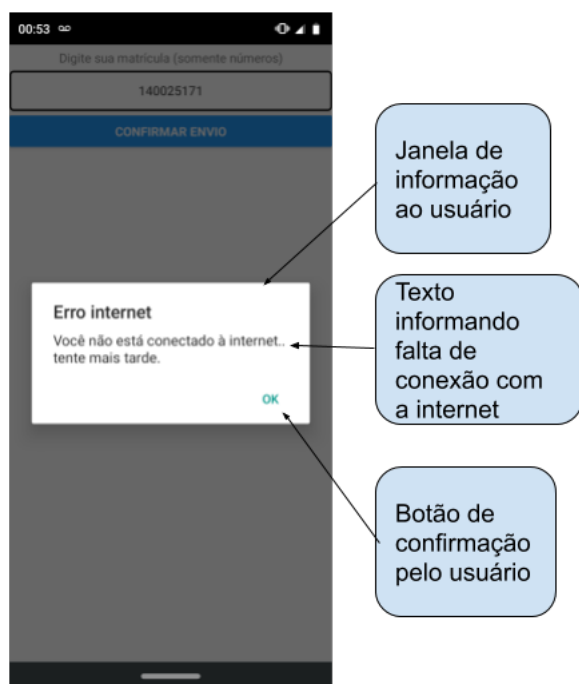 00:53
Digite sua matrícula (somente números)
140025171
CONFIRMAR ENVIO
Erro internet
Você não está conectado à internet..
tente mais tarde.
OK
Janela de
informação
ao usuário
Texto
informando
falta de
conexão com
a internet
Botão de
confirmação
pelo usuário